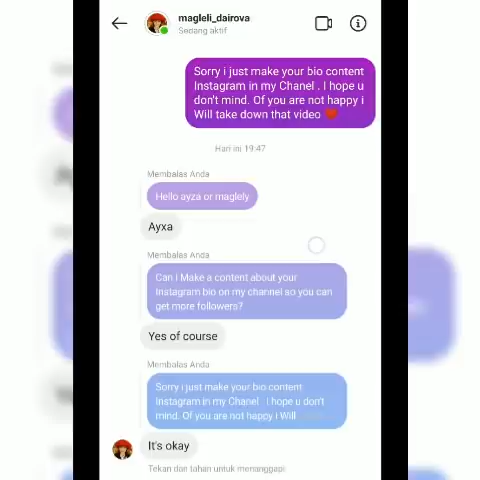 magleli_dairova
Sedang aktif
Sorry i just make your bio content
Instagram in my Chanel . I hope u
don't mind. Of you are not happy i
Will take down that video ❤️
Hari ini 19:47
Membalas Anda
Hello ayza or maglely
Ayxa
Membalas Anda
Can i Make a content about your
Instagram bio on my channel so you can
get more followers?
Yes of course
Membalas Anda
Sorry i just make your bio content
Instagram in my Chanel . I hope u don't
mind. Of you are not happy i Will
It's okay
Tekan dan tahan untuk menanggapi